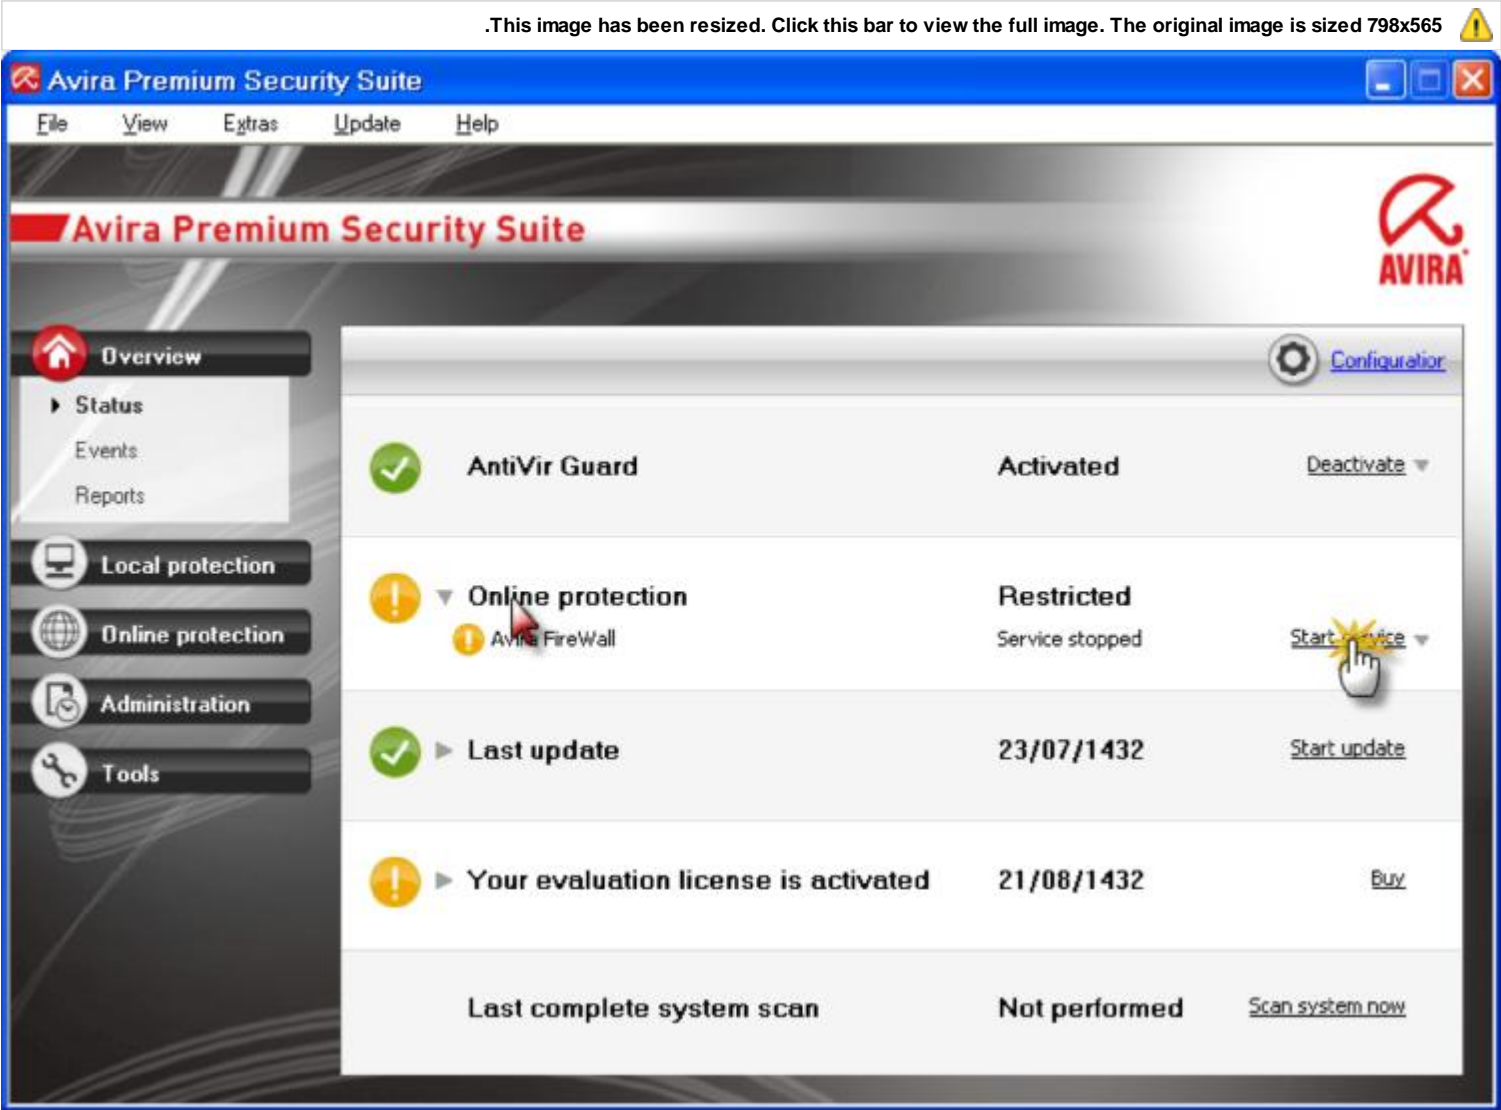 .This image has been resized. Click this bar to view the full image. The original image is sized 798x565
Avira Premium Security Suite
File View Extras Update Help
Avira Premium Security Suite
AVIRA
Overview
Status
Events
Reports
Local protection
Online protection
Administration
Tools
Configuration
AntiVir Guard Activated Deactivate
Online protection Restricted
Avira FireWall Service stopped Start service
Last update 23/07/1432 Start update
Your evaluation license is activated 21/08/1432 Buy
Last complete system scan Not performed Scan system now